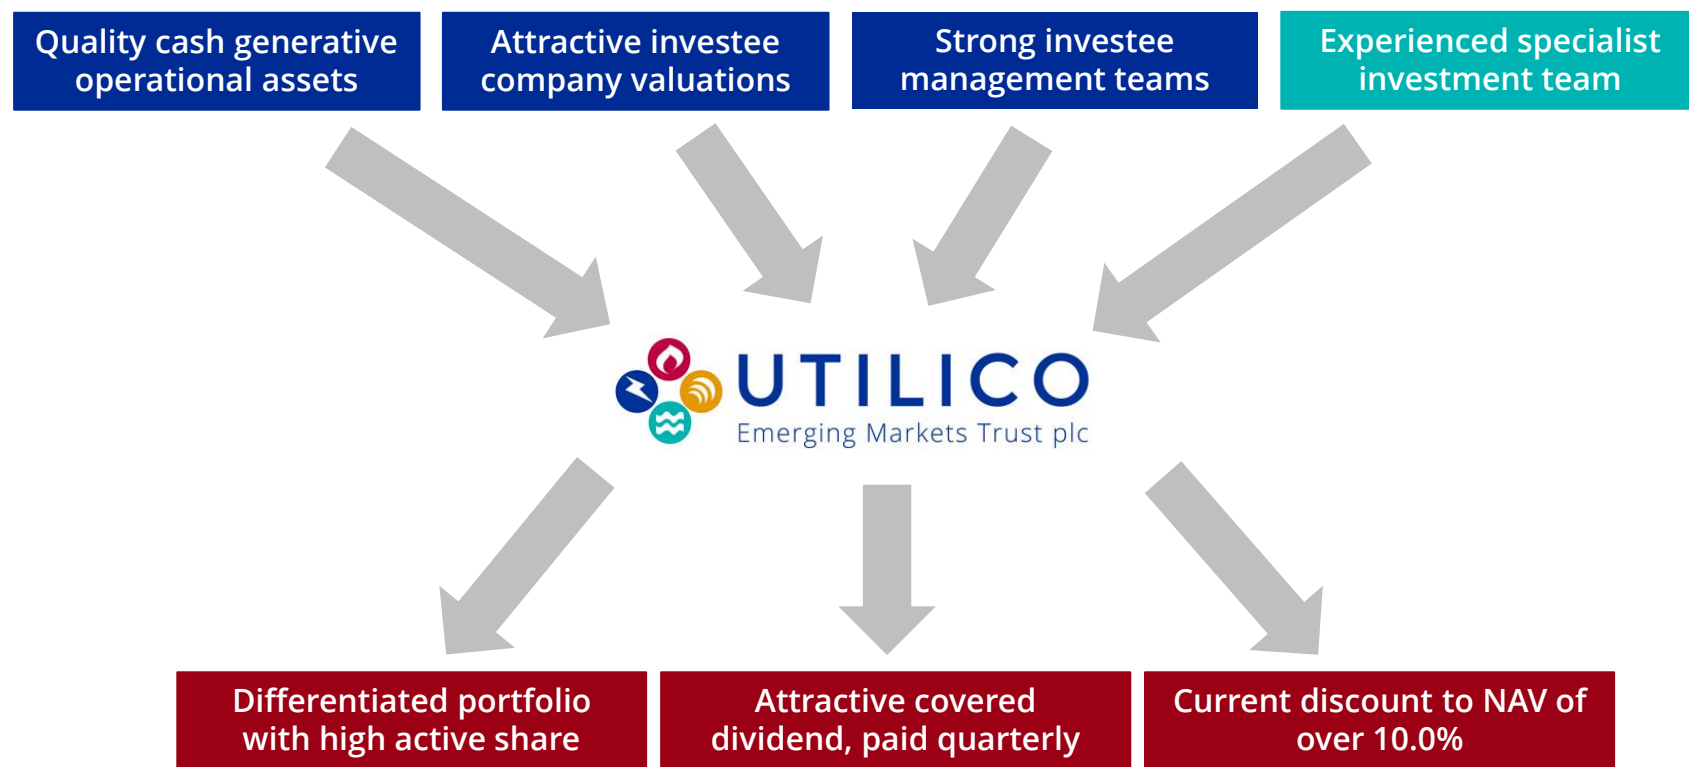 Quality cash generative
operational assets
Attractive investee
company valuations
Strong investee
management teams
Experienced specialist
investment team
UTILICO
Emerging Markets Trust plc
Differentiated portfolio
with high active share
Attractive covered
dividend, paid quarterly
Current discount to NAV of
over 10.0%